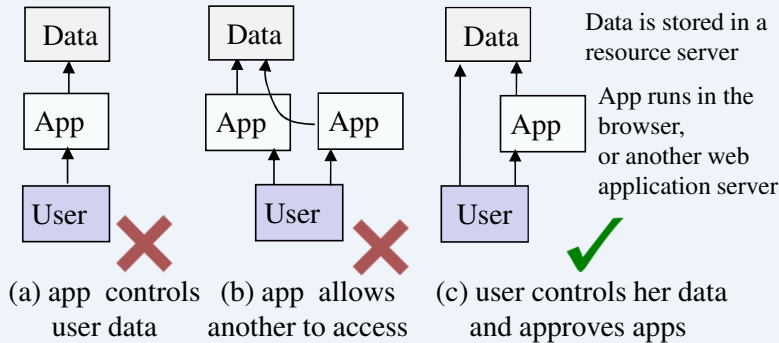 Data
App
User
(a) app controls
user data
Data
App
App
User
(b) app allows
another to access
Data
App
User
(c) user controls her data
and approves apps
Data is stored in a
resource server
App runs in the
browser,
or another web
application server